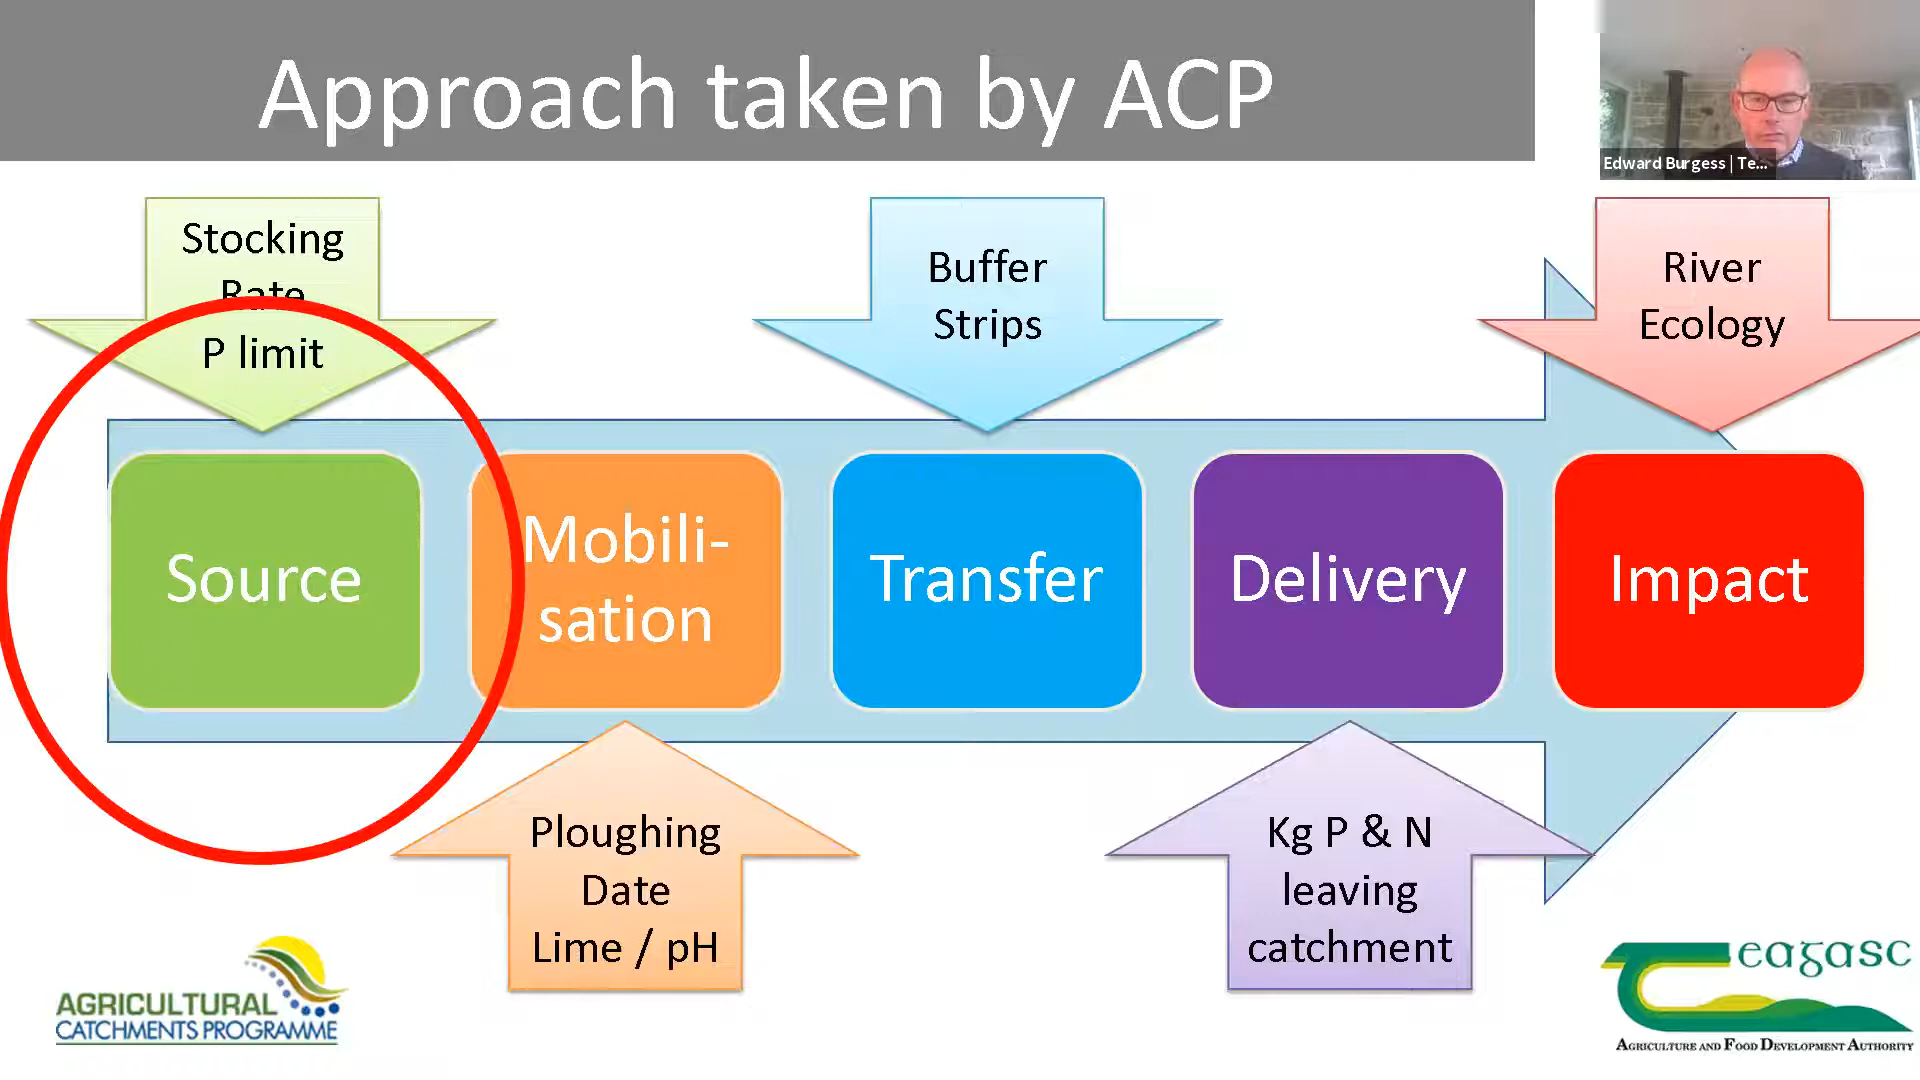 Approach taken by ACP
Edward Burgess | Te...
Stocking
Rate
P limit
Buffer
Strips
River
Ecology
Source
Mobili-
sation
Transfer
Delivery
Impact
Ploughing
Date
Lime / pH
Kg P & N
leaving
catchment
AGRICULTURAL
CATCHMENTS PROGRAMME
Teagasc
AGRICULTURE AND FOOD DEVELOPMENT AUTHORITY